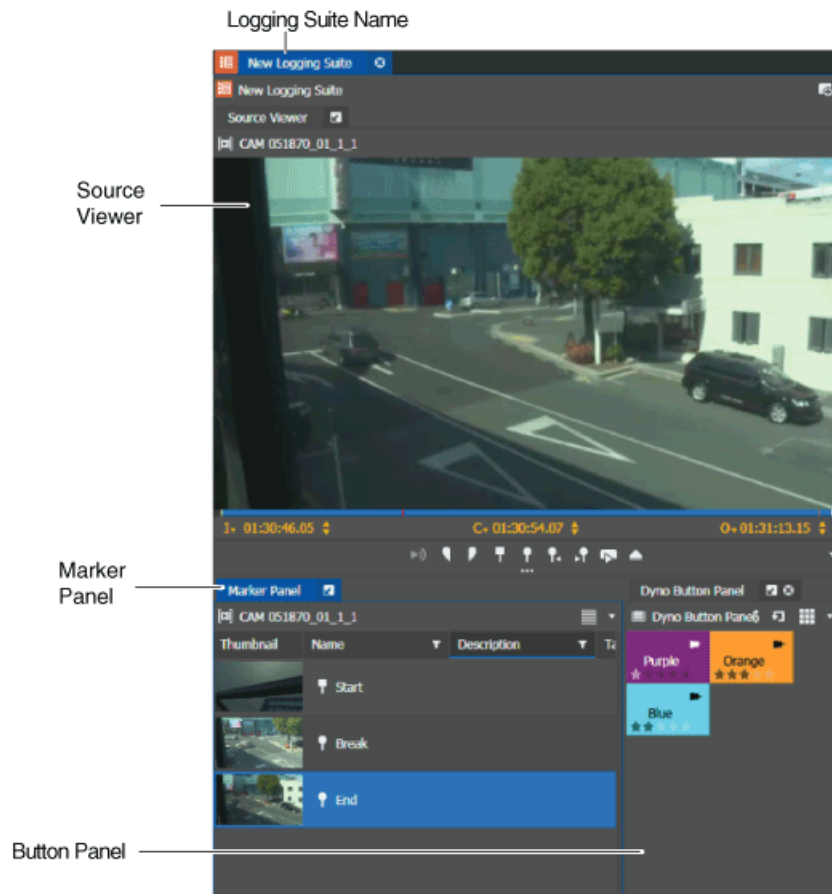 Logging Suite Name
New Logging Suite
New Logging Suite
Source Viewer
CAM 051870_01_1_1
Source
Viewer
I 01:30:46.05
C 01:30:54.07
O 01:31:13.15
Marker
Panel
Marker Panel
Dyno Button Panel
CAM 051870_01_1_1
Dyno Button Panel
Thumbnail Name Description Ta
Purple
Orange
Start
Blue
Break
End
Button Panel